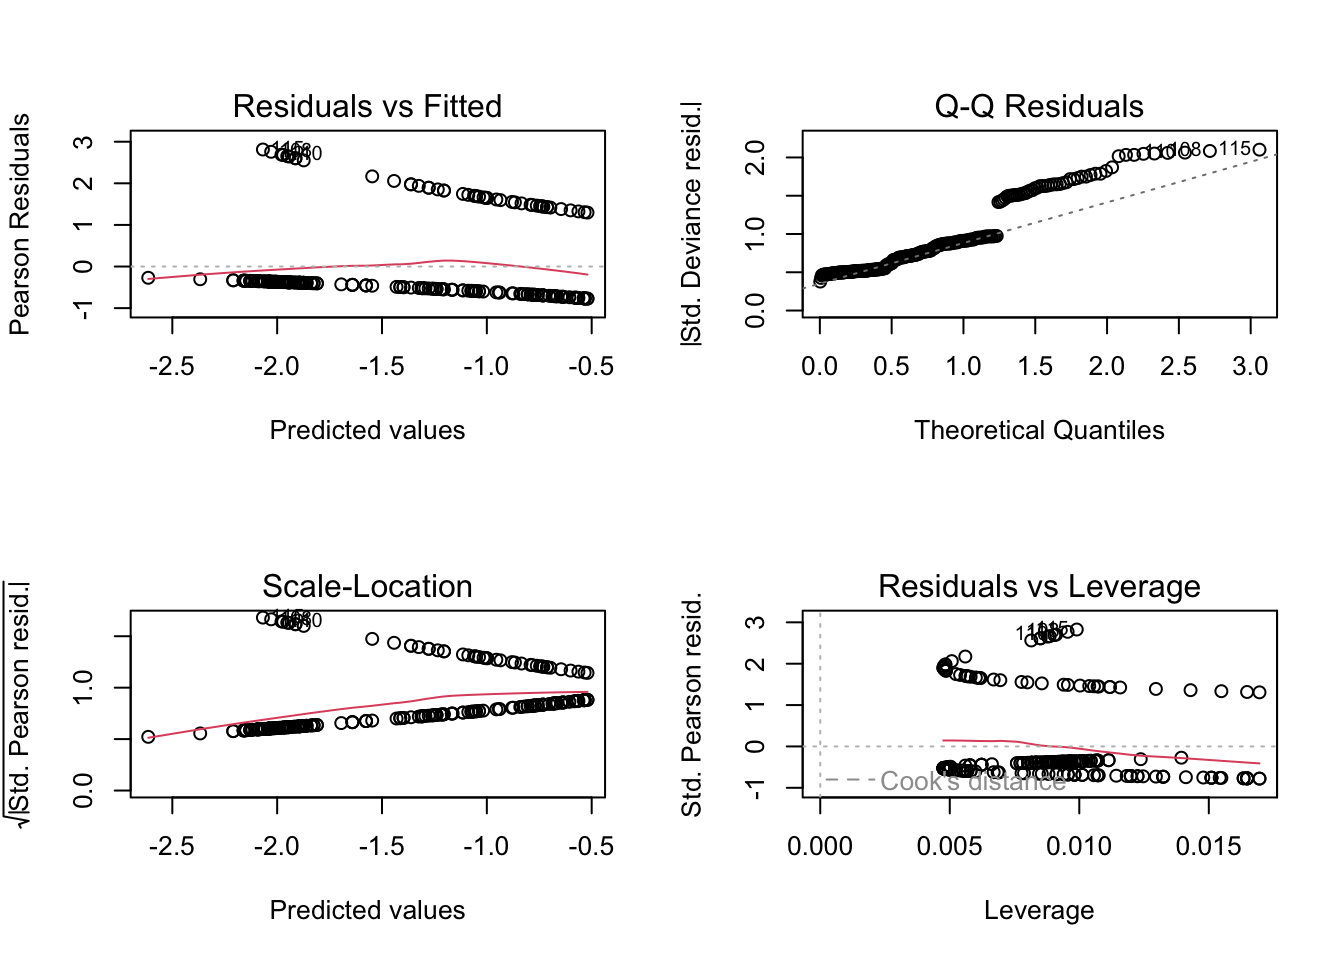 Residuals vs Fitted
Pearson Residuals
3
2
1
0
-1
-2.5 -2.0 -1.5 -1.0 -0.5
Predicted values
Q-Q Residuals
|Std. Deviance resid.|
2.0
1.0
0.0
108 115
0.0 0.5 1.0 1.5 2.0 2.5 3.0
Theoretical Quantiles
Scale-Location
√|Std. Pearson resid.|
1.0
0.0
-2.5 -2.0 -1.5 -1.0 -0.5
Predicted values
Residuals vs Leverage
Std. Pearson resid.
3
2
1
0
-1
Cook's distance
0.000 0.005 0.010 0.015
Leverage